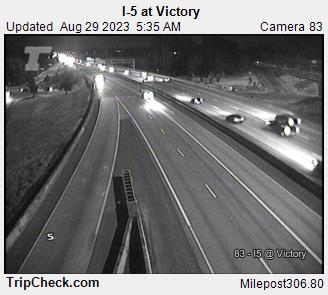 I-5 at Victory
Updated Aug 29 2023 5:35 AM Camera 83
T
S
83 - I5 @ Victory
TripCheck.com Milepost306.80